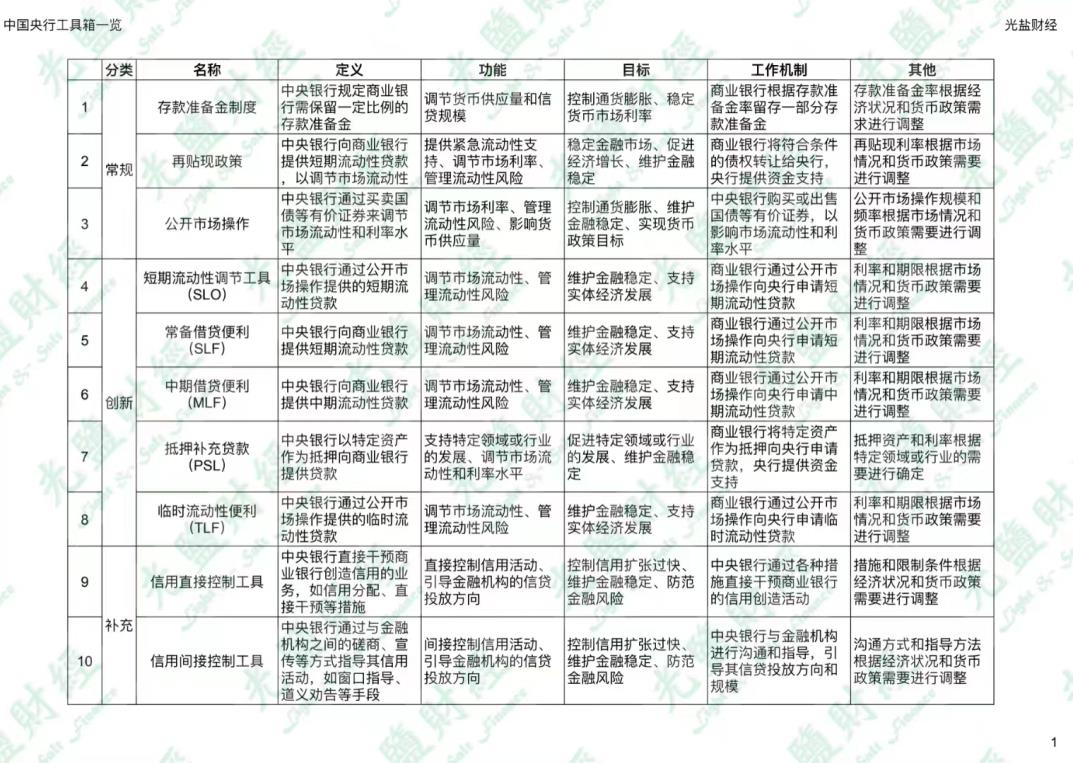 中国央行工具箱一览
光盐财经
分类 名称 定义 功能 目标 工作机制 其他
常规
1
存款准备金制度
中央银行规定商业银
行需保留一定比例的
存款准备金
调节货币供应量和信
贷规模
控制通货膨胀、稳定
货币市场利率
商业银行根据存款准
备金率留存一部分存
款准备金
存款准备金率根据经
济状况和货币政策需
求进行调整
2
再贴现政策
中央银行向商业银行
提供短期流动性贷款
,以调节市场流动性
提供紧急流动性支
持、调节市场利率、
管理流动性风险
稳定金融市场、促进
经济增长、维护金融
稳定
商业银行将符合条件
的债权转让给央行,
央行提供资金支持
再贴现利率根据市场
情况和货币政策需要
进行调整
3
公开市场操作
中央银行通过买卖国
债等有价证券来调节
市场流动性和利率水
平
调节市场利率、管理
流动性风险、影响货
币供应量
控制通货膨胀、维护
金融稳定、实现货币
政策目标
中央银行购买或出售
国债等有价证券,以
影响市场流动性和利
率水平
公开市场操作规模和
频率根据市场情况和
货币政策需要进行调
整
创新
4
短期流动性调节工具
(SLO)
中央银行通过公开市
场操作提供的短期流
动性贷款
调节市场流动性、管
理流动性风险
维护金融稳定、支持
实体经济发展
商业银行通过公开市
场操作向央行申请短
期流动性贷款
利率和期限根据市场
情况和货币政策需要
进行调整
5
常备借贷便利
(SLF)
中央银行向商业银行
提供短期流动性贷款
调节市场流动性、管
理流动性风险
维护金融稳定、支持
实体经济发展
商业银行通过公开市
场操作向央行申请短
期流动性贷款
利率和期限根据市场
情况和货币政策需要
进行调整
6
中期借贷便利
(MLF)
中央银行向商业银行
提供中期流动性贷款
调节市场流动性、管
理流动性风险
维护金融稳定、支持
实体经济发展
商业银行通过公开市
场操作向央行申请中
期流动性贷款
利率和期限根据市场
情况和货币政策需要
进行调整
7
抵押补充贷款
(PSL)
中央银行以特定资产
作为抵押向商业银行
提供贷款
支持特定领域或行业
的发展、调节市场流
动性和利率水平
促进特定领域或行业
的发展、维护金融稳
定
商业银行将特定资产
作为抵押向央行申请
贷款,央行提供资金
支持
抵押资产和利率根据
特定领域或行业的需
要进行确定
8
临时流动性便利
(TLF)
中央银行通过公开市
场操作提供的临时流
动性贷款
调节市场流动性、管
理流动性风险
维护金融稳定、支持
实体经济发展
商业银行通过公开市
场操作向央行申请临
时流动性贷款
利率和期限根据市场
情况和货币政策需要
进行调整
补充
9
信用直接控制工具
中央银行直接干预商
业银行创造信用的业
务,如信用分配、直
接干预等措施
直接控制信用活动、
引导金融机构的信贷
投放方向
控制信用扩张过快、
维护金融稳定、防范
金融风险
中央银行通过各种措
施直接干预商业银行
的信用创造活动
措施和限制条件根据
经济状况和货币政策
需要进行调整
10
信用间接控制工具
中央银行通过与金融
机构之间的磋商、宣
传等方式指导其信用
活动,如窗口指导、
道义劝告等手段
间接控制信用活动、
引导金融机构的信贷
投放方向
控制信用扩张过快、
维护金融稳定、防范
金融风险
中央银行与金融机构
进行沟通和指导,引
导其信贷投放方向和
规模
沟通方式和指导方法
根据经济状况和货币
政策需要进行调整
1
光鹽財經
Light &· Salt Finance